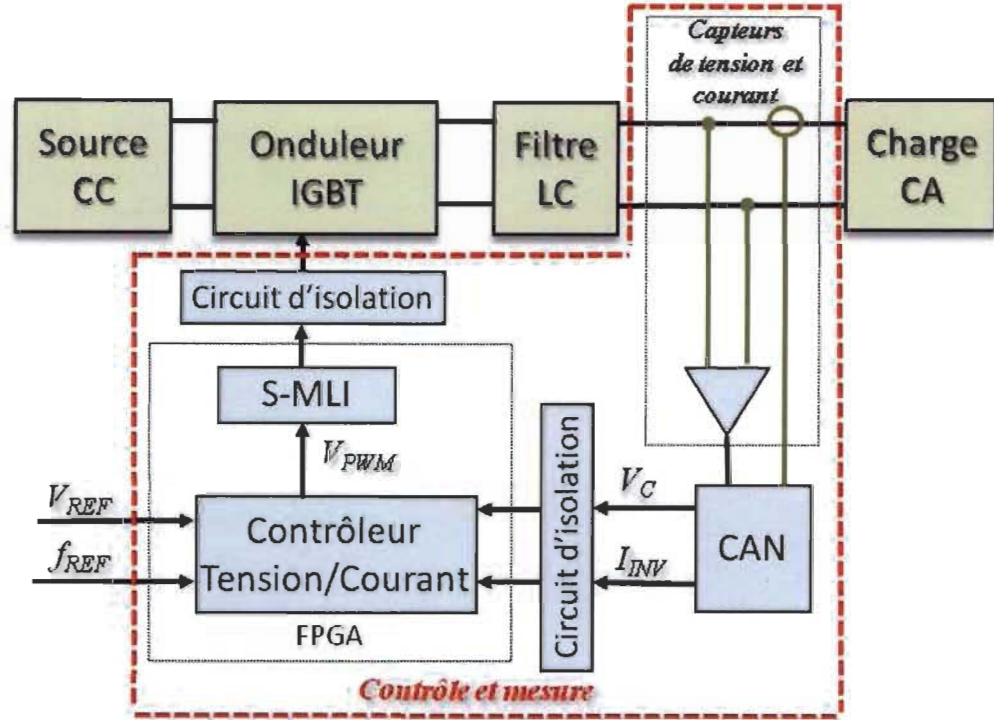 Capteurs
de tension et
courant
Source
CC
Onduleur
IGBT
Filtre
LC
Charge
CA
Circuit d'isolation
S-MLI
V_PWM
V_REF
f_REF
Contrôleur
Tension/Courant
FPGA
Circuit d'isolation
V_C
I_INV
CAN
Contrôle et mesure